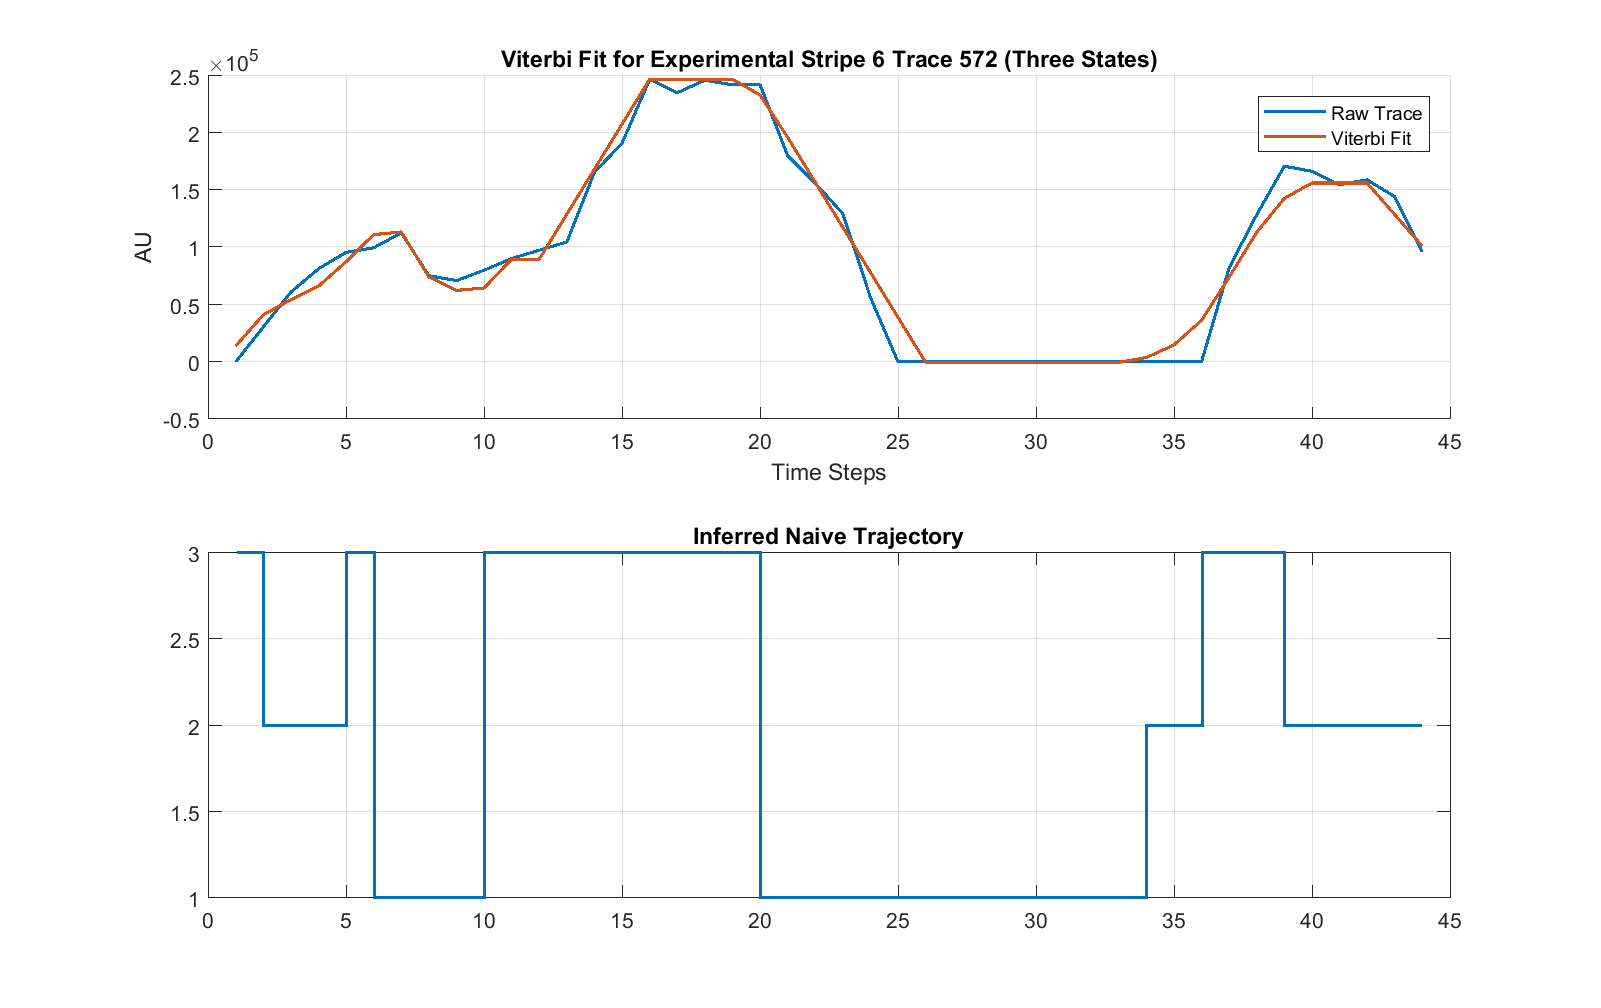 Viterbi Fit for Experimental Stripe 6 Trace 572 (Three States)
×10^5
2.5
2
1.5
1
0.5
0
-0.5
AU
Raw Trace
Viterbi Fit
0 5 10 15 20 25 30 35 40 45
Time Steps
Inferred Naive Trajectory
3
2.5
2
1.5
1
0 5 10 15 20 25 30 35 40 45